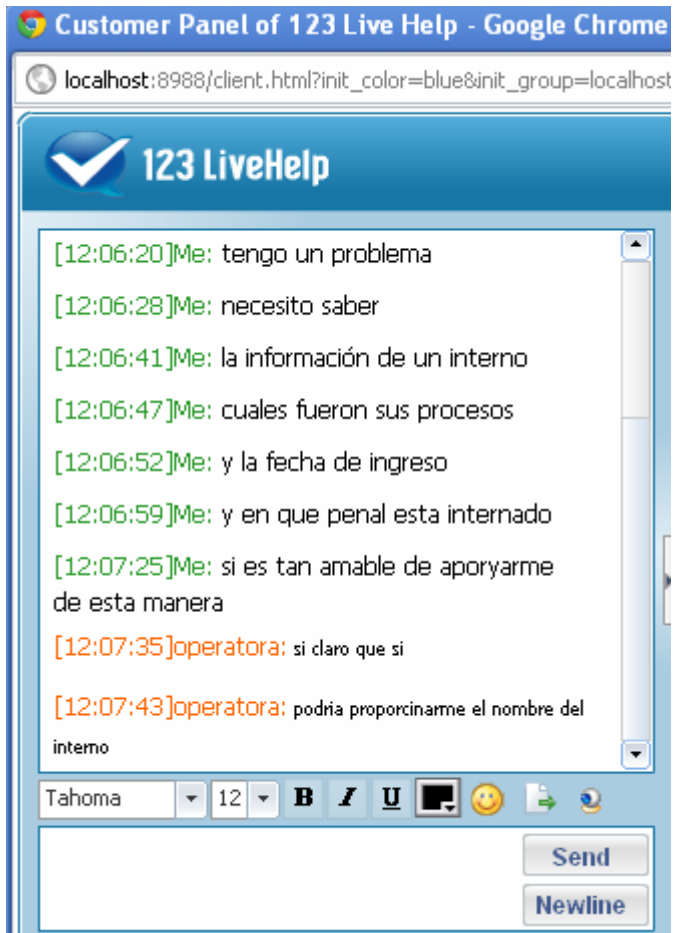 Customer Panel of 123 Live Help - Google Chrome
localhost:8988/client.html?init_color=blue&init_group=localhost
123 LiveHelp
[12:06:20]Me: tengo un problema
[12:06:28]Me: necesito saber
[12:06:41]Me: la información de un interno
[12:06:47]Me: cuales fueron sus procesos
[12:06:52]Me: y la fecha de ingreso
[12:06:59]Me: y en que penal esta internado
[12:07:25]Me: si es tan amable de aporyarme
de esta manera
[12:07:35]operatora: si claro que si
[12:07:43]operatora: podria proporcinarme el nombre del
interno
Tahoma 12 B I U
Send
Newline